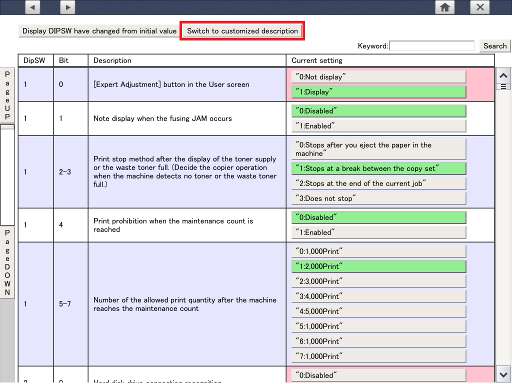 Display DIPSW have changed from initial value
Switch to customized description
Keyword:
Search
DipSW
Bit
Description
Current setting
PageUP
PageDOWN
1
0
[Expert Adjustment] button in the User screen
"0:Not display"
"1:Display"
1
1
Note display when the fusing JAM occurs
"0:Disabled"
"1:Enabled"
1
2-3
Print stop method after the display of the toner supply
or the waste toner full. (Decide the copier operation
when the machine detects no toner or the waste toner
full.)
"0:Stops after you eject the paper in the
machine"
"1:Stops at a break between the copy set"
"2:Stops at the end of the current job"
"3:Does not stop"
1
4
Print prohibition when the maintenance count is
reached
"0:Disabled"
"1:Enabled"
1
5-7
Number of the allowed print quantity after the machine
reaches the maintenance count
"0:1,000Print"
"1:2,000Print"
"2:3,000Print"
"3:4,000Print"
"4:5,000Print"
"5:1,000Print"
"6:1,000Print"
"7:1,000Print"
"0:Disabled"